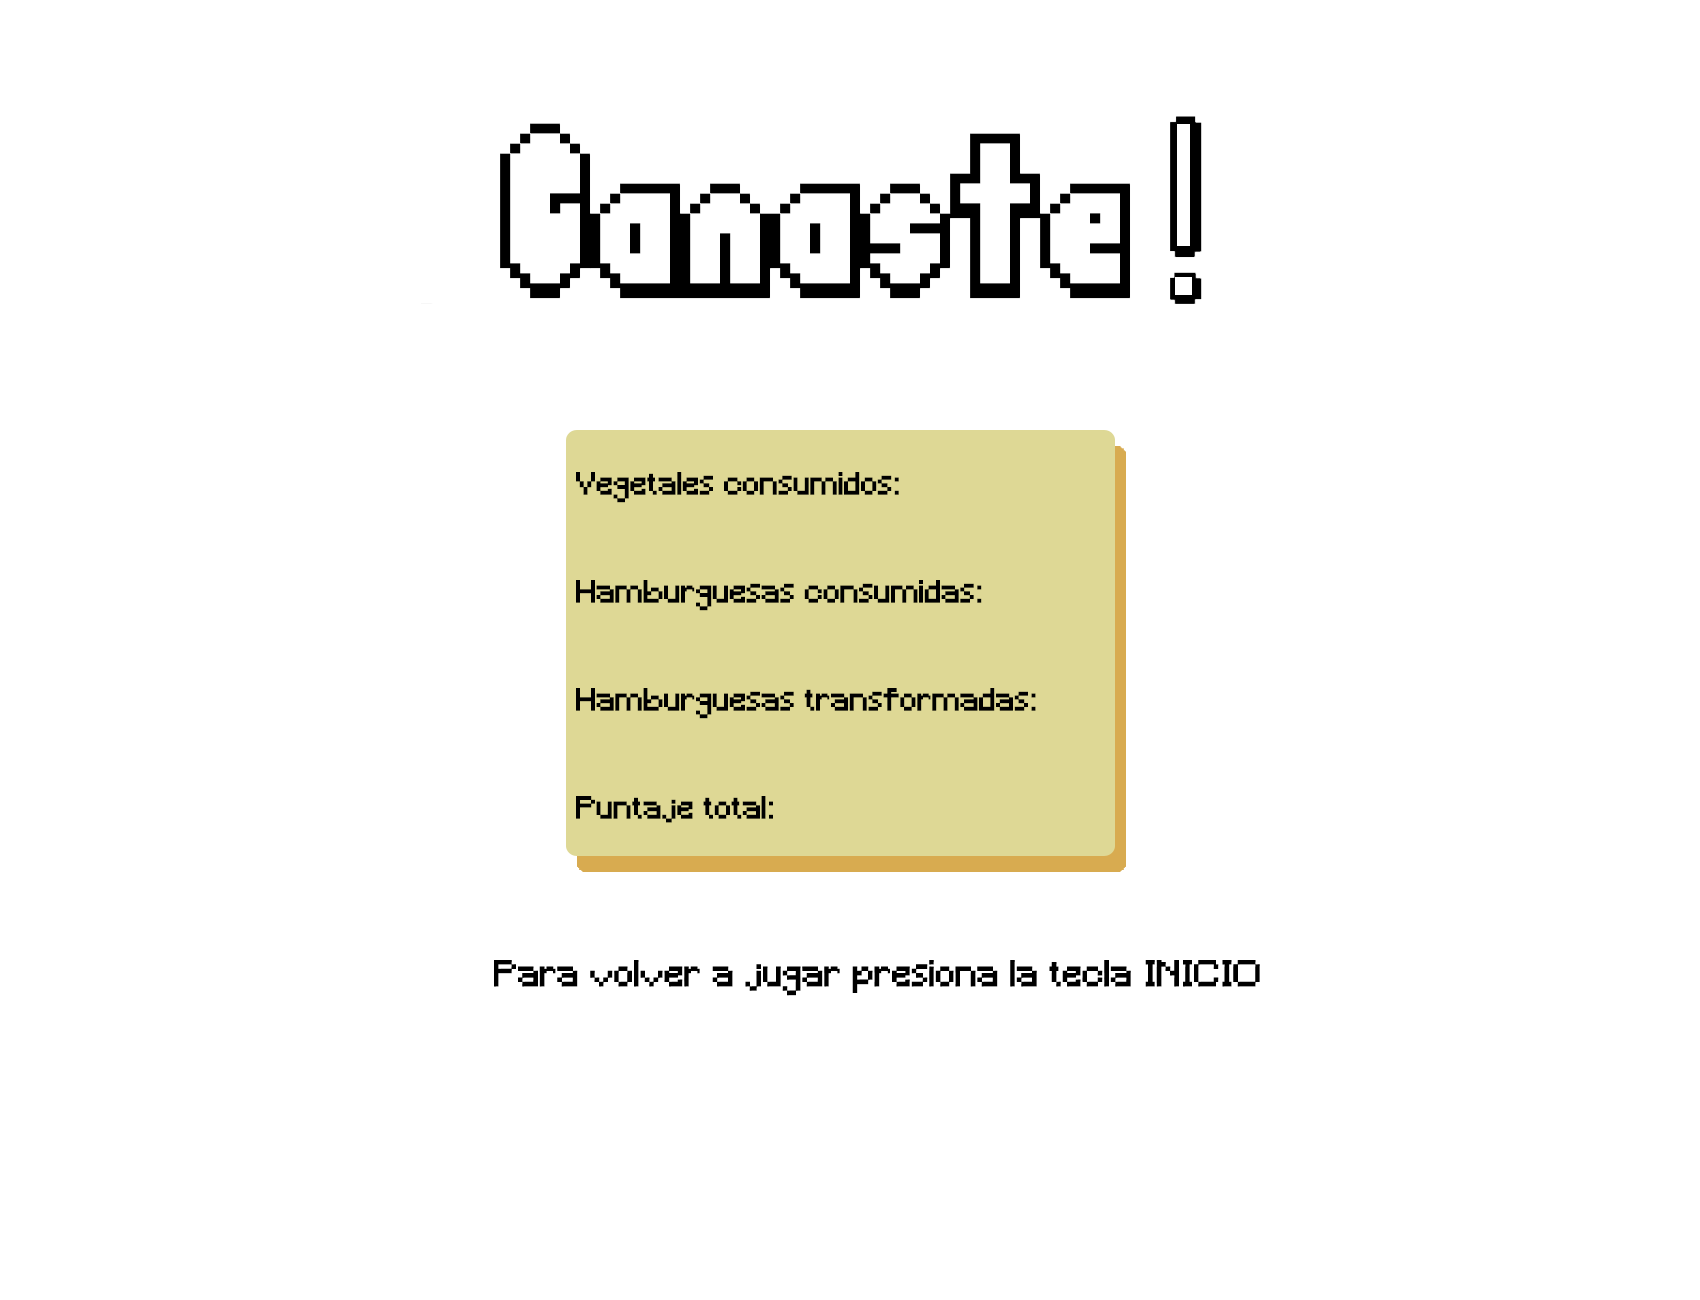 Ganaste!
Vegetales consumidos:
Hamburguesas consumidas:
Hamburguesas transformadas:
Puntaje total:
Para volver a jugar presiona la tecla INICIO